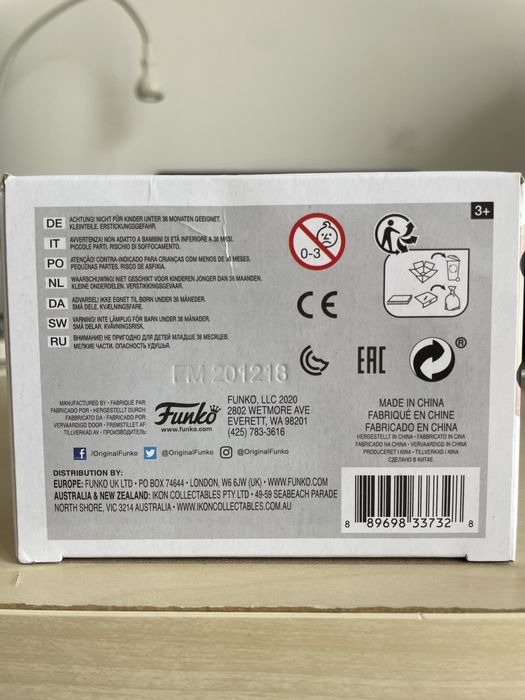 3+
DE ACHTUNG! NICHT FÜR KINDER UNTER 36 MONATEN GEEIGNET.
KLEINTEILE. ERSTICKUNGSGEFAHR.
IT AVVERTENZA! NON ADATTO A BAMBINI DI ETÀ INFERIORE A 36 MESI.
PICCOLE PARTI. RISCHIO DI SOFFOCAMENTO.
PO ATENÇÃO! CONTRA-INDICADO PARA CRIANÇAS COM MENOS DE 36 MESES.
PEQUENAS PARTES. RISCO DE ASFIXIA.
NL WAARSCHUWING! NIET GESCHIKT VOOR KINDEREN JONGER DAN 36 MAANDEN.
KLEINE ONDERDELEN. VERSTIKKINGSGEVAAR.
DA ADVARSEL! IKKE EGNET TIL BØRN UNDER 36 MÅNEDER.
SMÅ DELE. KVÆLNINGSFARE.
SW VARNING! INTE LÄMPLIG FÖR BARN UNDER 36 MÅNADER.
SMÅ DELAR. KVÄVNINGSRISK.
RU ВНИМАНИЕ! НЕ ПРИГОДНО ДЛЯ ДЕТЕЙ МЛАДШЕ 36 МЕСЯЦЕВ.
МЕЛКИЕ ЧАСТИ. ОПАСНОСТЬ УДУШЬЯ.
0-3
CE
EAC
®
201218
MANUFACTURED BY • FABRIQUÉ PAR:
FABRICADO POR • HERGESTELLT DURCH:
FABBRICATO DA • FABRICADO POR:
VERVAARDIGD DOOR • FREMSTILLET AF:
TILLVERKAD AV • ПРОИЗВОДИТЕЛЬ:
Funko
www.funko.com
FUNKO, LLC 2020
2802 WETMORE AVE
EVERETT, WA 98201
(425) 783-3616
MADE IN CHINA
FABRIQUÉ EN CHINE
FABRICADO EN CHINA
HERGESTELLT IN CHINA • FABBRICATO IN CINA
FABRICADO NA CHINA • VERVAARDIGD IN CHINA
PRODUCERET I KINA • TILLVERKAD I KINA
СДЕЛАНО В КИТАЕ
/OriginalFunko @OriginalFunko @OriginalFunko
DISTRIBUTION BY:
EUROPE: FUNKO UK LTD • PO BOX 74644 • LONDON, W6 6JW (UK) • WWW.FUNKO.COM
AUSTRALIA & NEW ZEALAND: IKON COLLECTABLES PTY LTD • 49-59 SEABEACH PARADE
NORTH SHORE, VIC 3214 AUSTRALIA • WWW.IKONCOLLECTABLES.COM.AU
8 89698 33732 8